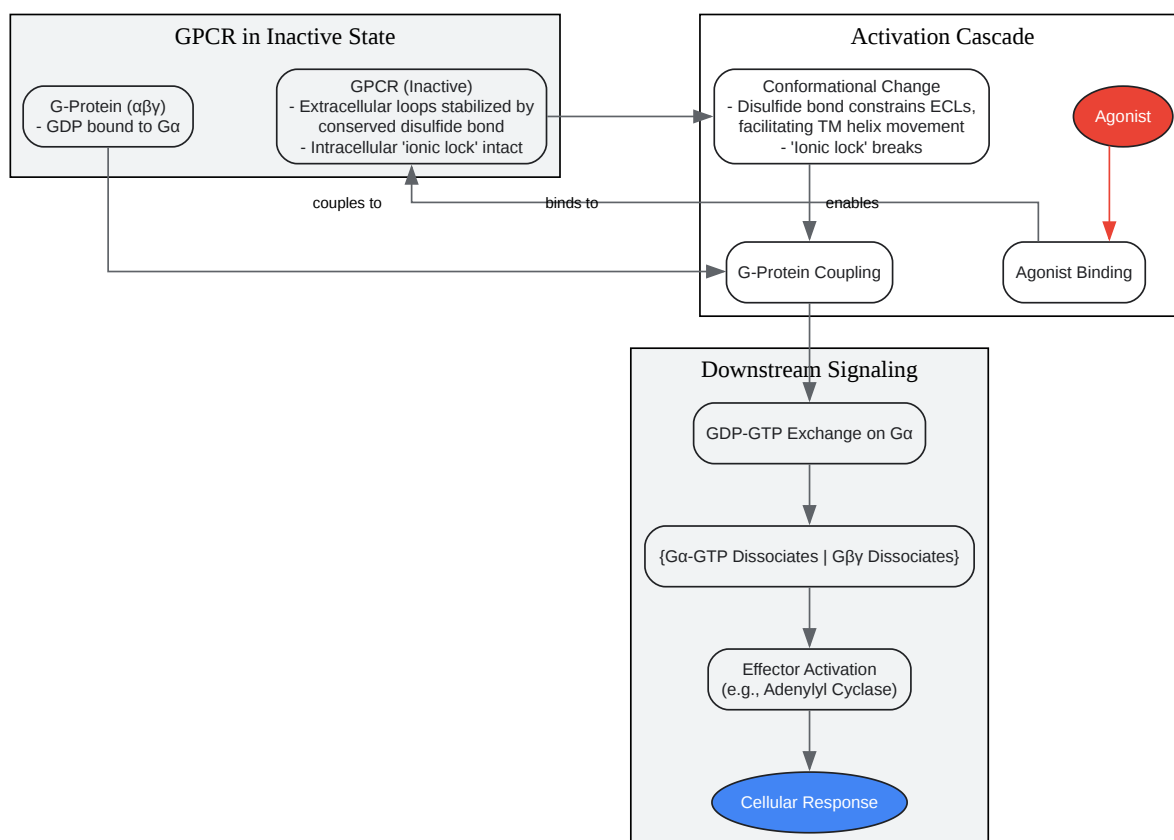 GPCR in Inactive State
G-Protein (αβγ)
- GDP bound to Gα
GPCR (Inactive)
- Extracellular loops stabilized by
conserved disulfide bond
- Intracellular 'ionic lock' intact
Activation Cascade
Conformational Change
- Disulfide bond constrains ECLs,
facilitating TM helix movement
- 'Ionic lock' breaks
Agonist
couples to
binds to
enables
G-Protein Coupling
Agonist Binding
Downstream Signaling
GDP-GTP Exchange on Gα
{Gα-GTP Dissociates | Gβγ Dissociates}
Effector Activation
(e.g., Adenylyl Cyclase)
Cellular Response